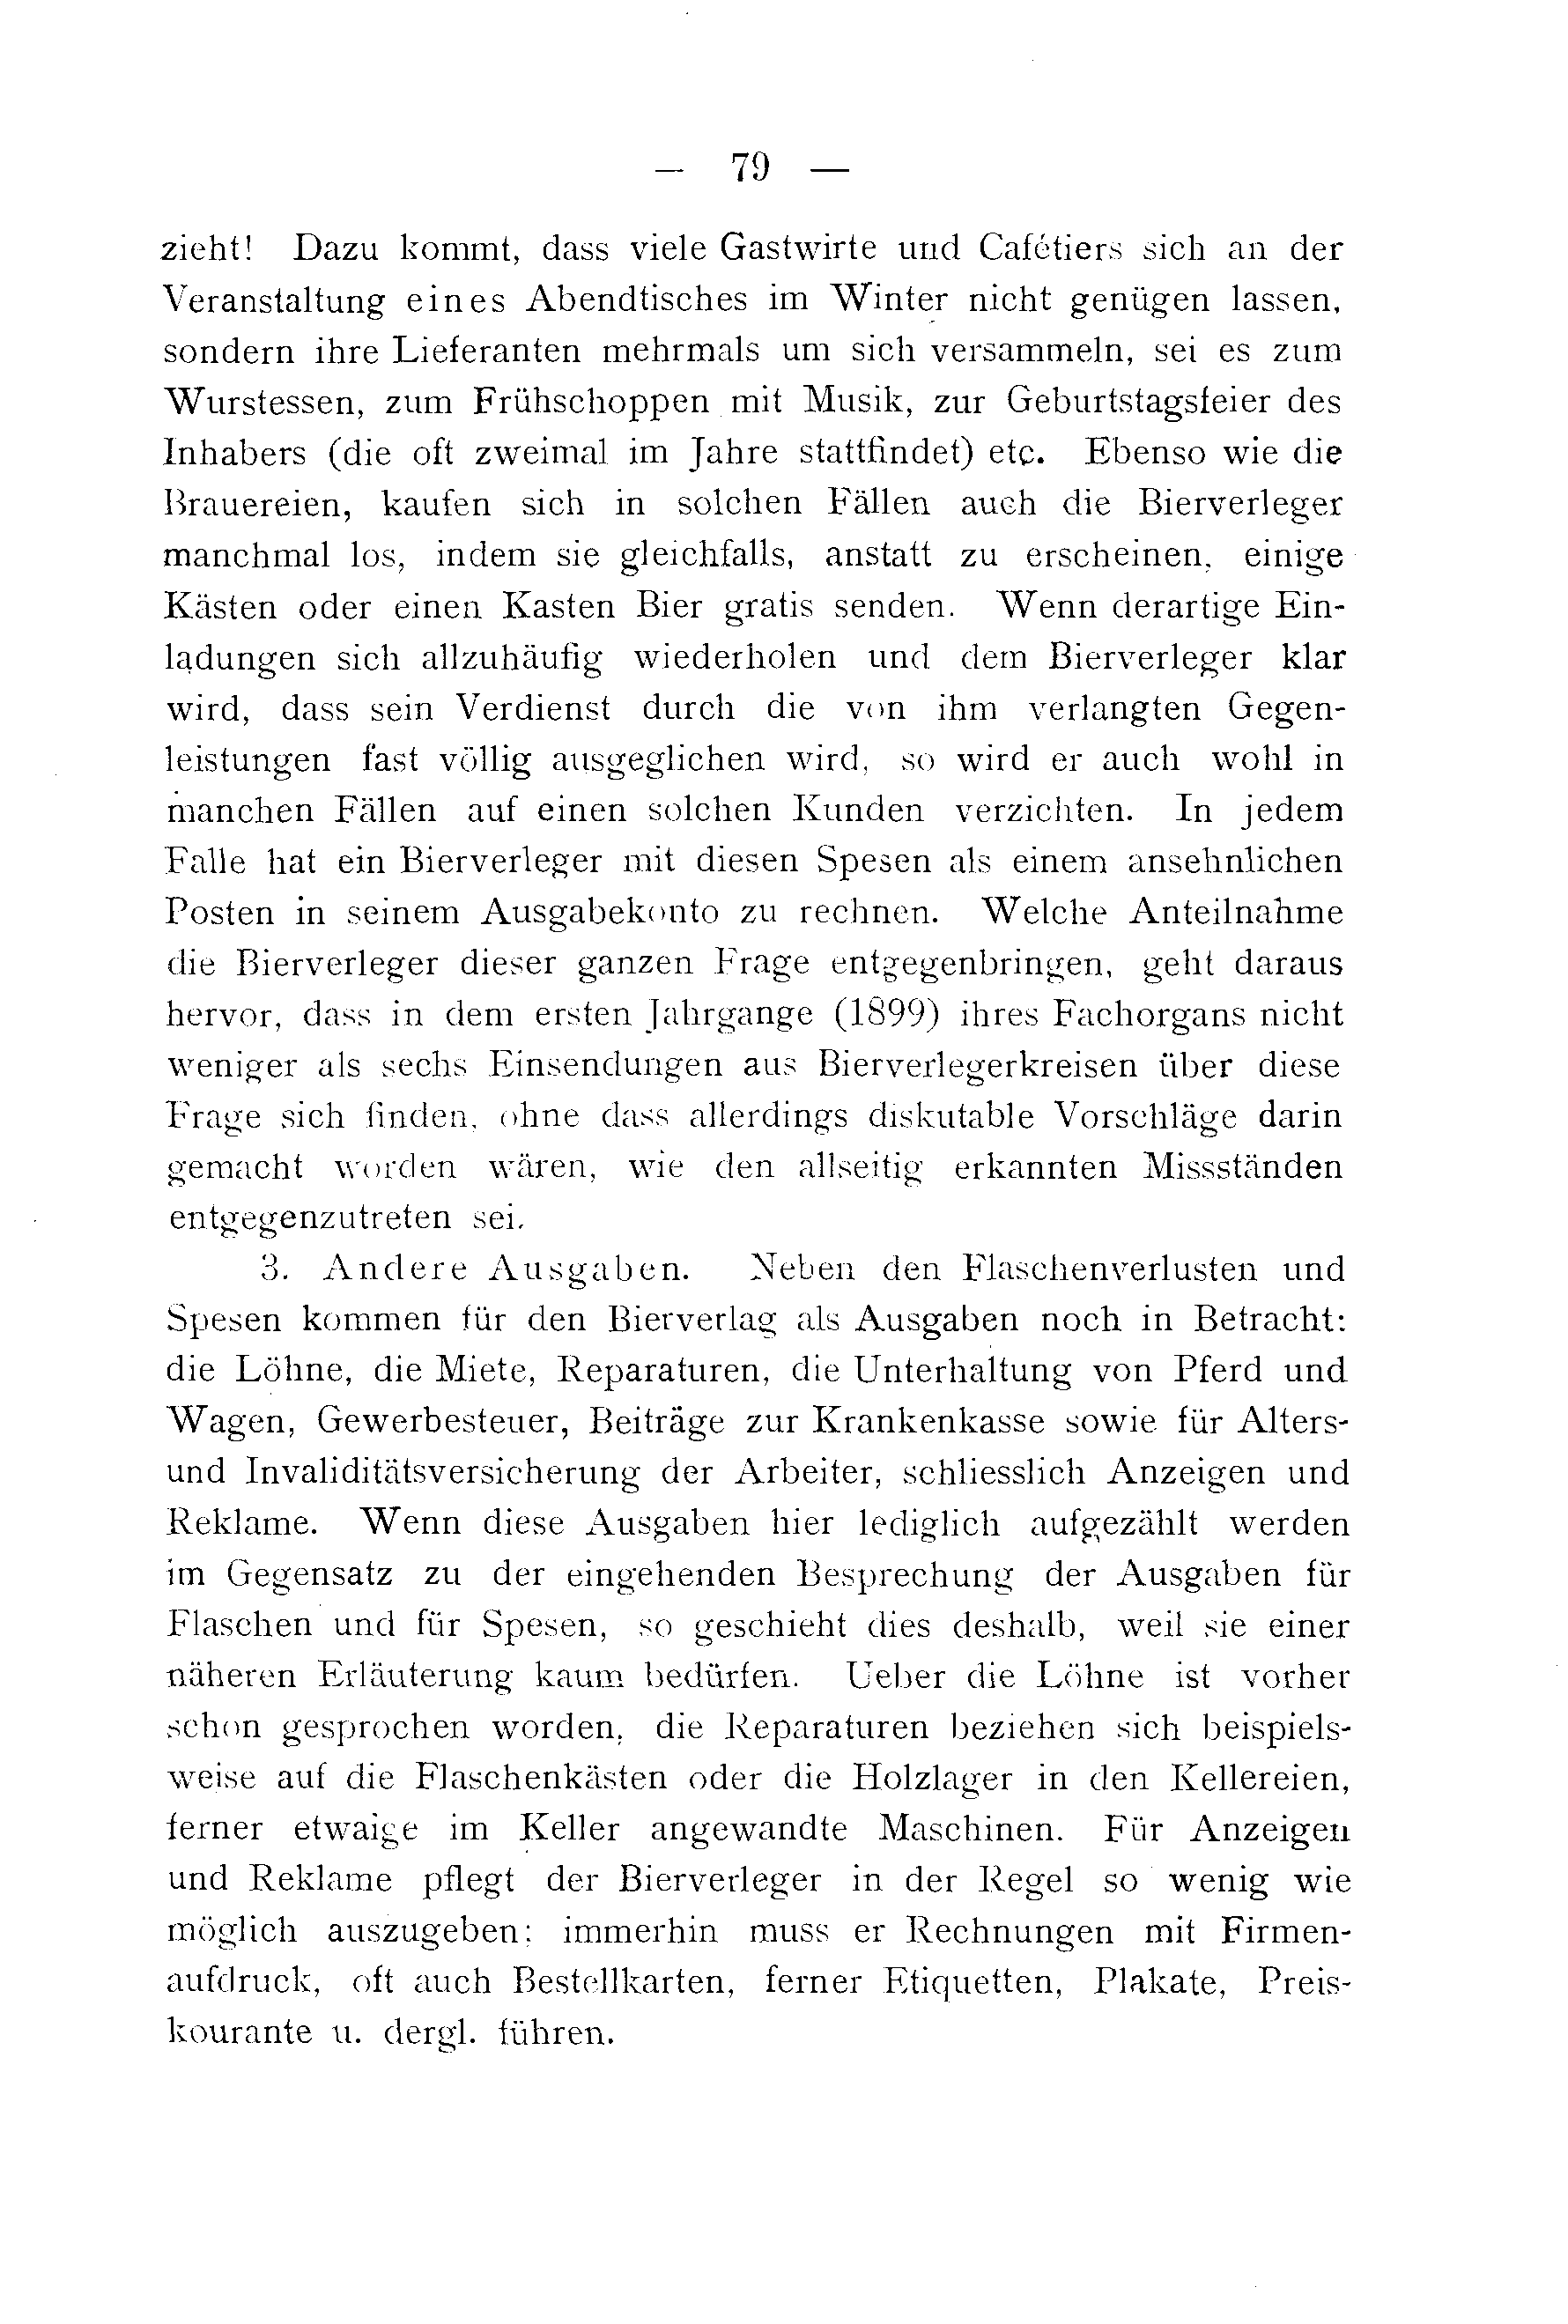 — 79 —
zieht! Dazu kommt, dass viele Gastwirte und Cafétiers sich an der
Veranstaltung eines Abendtisches im Winter nicht genügen lassen,
sondern ihre Lieferanten mehrmals um sich versammeln, sei es zum
Wurstessen, zum Frühschoppen mit Musik, zur Geburtstagsfeier des
Inhabers (die oft zweimal im Jahre stattfindet) etc. Ebenso wie die
Brauereien, kaufen sich in solchen Fällen auch die Bierverleger
manchmal los, indem sie gleichfalls, anstatt zu erscheinen, einige
Kästen oder einen Kasten Bier gratis senden. Wenn derartige Ein-
ladungen sich allzuhäufig wiederholen und dem Bierverleger klar
wird, dass sein Verdienst durch die von ihm verlangten Gegen-
leistungen fast völlig ausgeglichen wird, so wird er auch wohl in
manchen Fällen auf einen solchen Kunden verzichten. In jedem
Falle hat ein Bierverleger mit diesen Spesen als einem ansehnlichen
Posten in seinem Ausgabekonto zu rechnen. Welche Anteilnahme
die Bierverleger dieser ganzen Frage entgegenbringen, geht daraus
hervor, dass in dem ersten Jahrgange (1899) ihres Fachorgans nicht
weniger als sechs Einsendungen aus Bierverlegerkreisen über diese
Frage sich finden, ohne dass allerdings diskutable Vorschläge darin
gemacht worden wären, wie den allseitig erkannten Missständen
entgegenzutreten sei.
3. Andere Ausgaben. Neben den Flaschenverlusten und
Spesen kommen für den Bierverlag als Ausgaben noch in Betracht:
die Löhne, die Miete, Reparaturen, die Unterhaltung von Pferd und
Wagen, Gewerbesteuer, Beiträge zur Krankenkasse sowie für Alters-
und Invaliditätsversicherung der Arbeiter, schliesslich Anzeigen und
Reklame. Wenn diese Ausgaben hier lediglich aufgezählt werden
im Gegensatz zu der eingehenden Besprechung der Ausgaben für
Flaschen und für Spesen, so geschieht dies deshalb, weil sie einer
näheren Erläuterung kaum bedürfen. Ueber die Löhne ist vorher
schon gesprochen worden, die Reparaturen beziehen sich beispiels-
weise auf die Flaschenkästen oder die Holzlager in den Kellereien,
ferner etwaige im Keller angewandte Maschinen. Für Anzeigen
und Reklame pflegt der Bierverleger in der Regel so wenig wie
möglich auszugeben; immerhin muss er Rechnungen mit Firmen-
aufdruck, oft auch Bestellkarten, ferner Etiquetten, Plakate, Preis-
kourante u. dergl. führen.